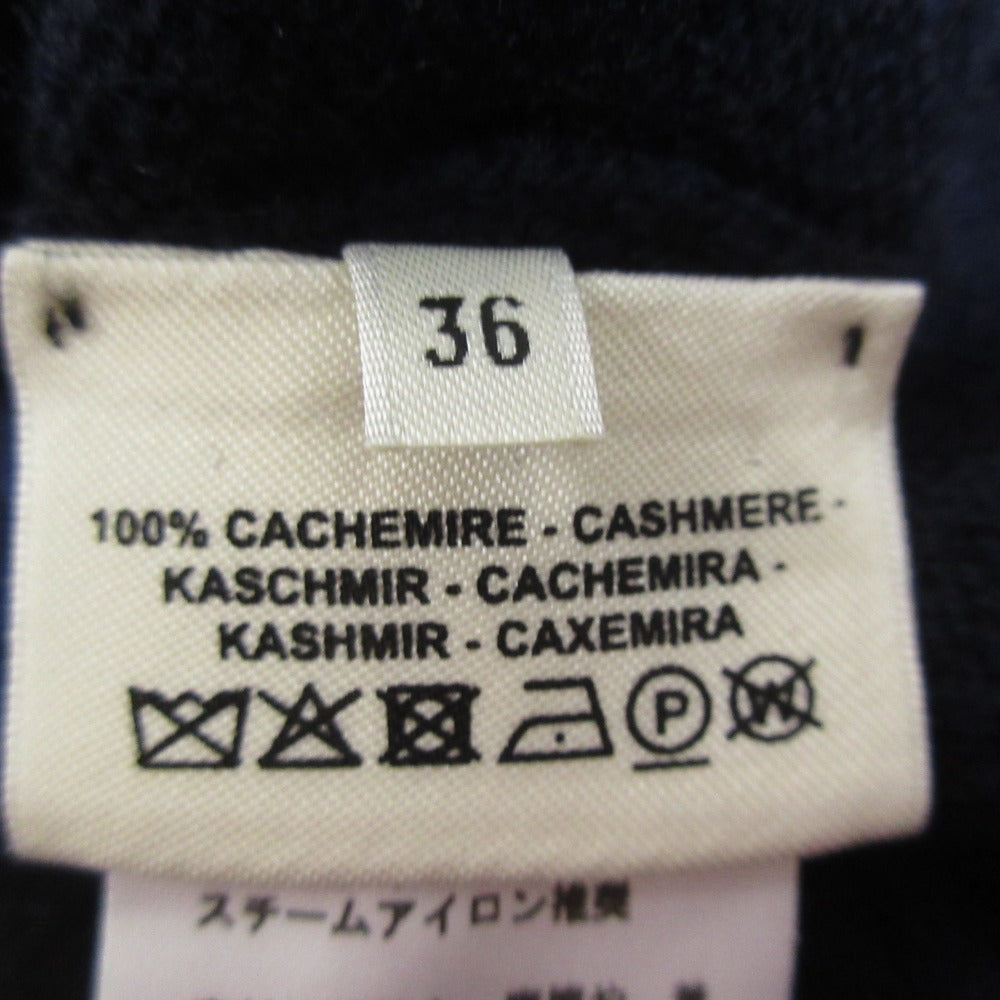 36
100% CACHEMIRE - CASHMERE -
KASCHMIR - CACHEMIRA -
KASHMIR - CAXEMIRA
P W
スチームアイロン推奨